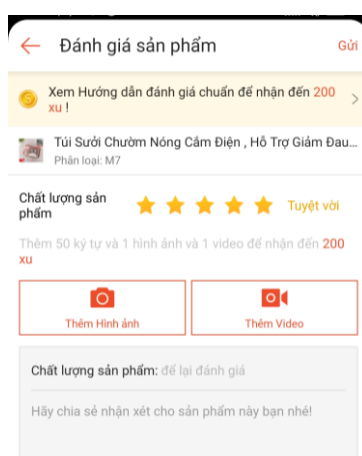 Đánh giá sản phẩm
Gửi
Xem Hướng dẫn đánh giá chuẩn để nhận đến 200
xu !
Túi Sưởi Chườm Nóng Cắm Điện , Hỗ Trợ Giảm Đau...
Phân loại: M7
Chất lượng sản
phẩm
Tuyệt vời
Thêm 50 ký tự và 1 hình ảnh và 1 video để nhận đến 200
xu
Thêm Hình ảnh
Thêm Video
Chất lượng sản phẩm: để lại đánh giá
Hãy chia sẻ nhận xét cho sản phẩm này bạn nhé!